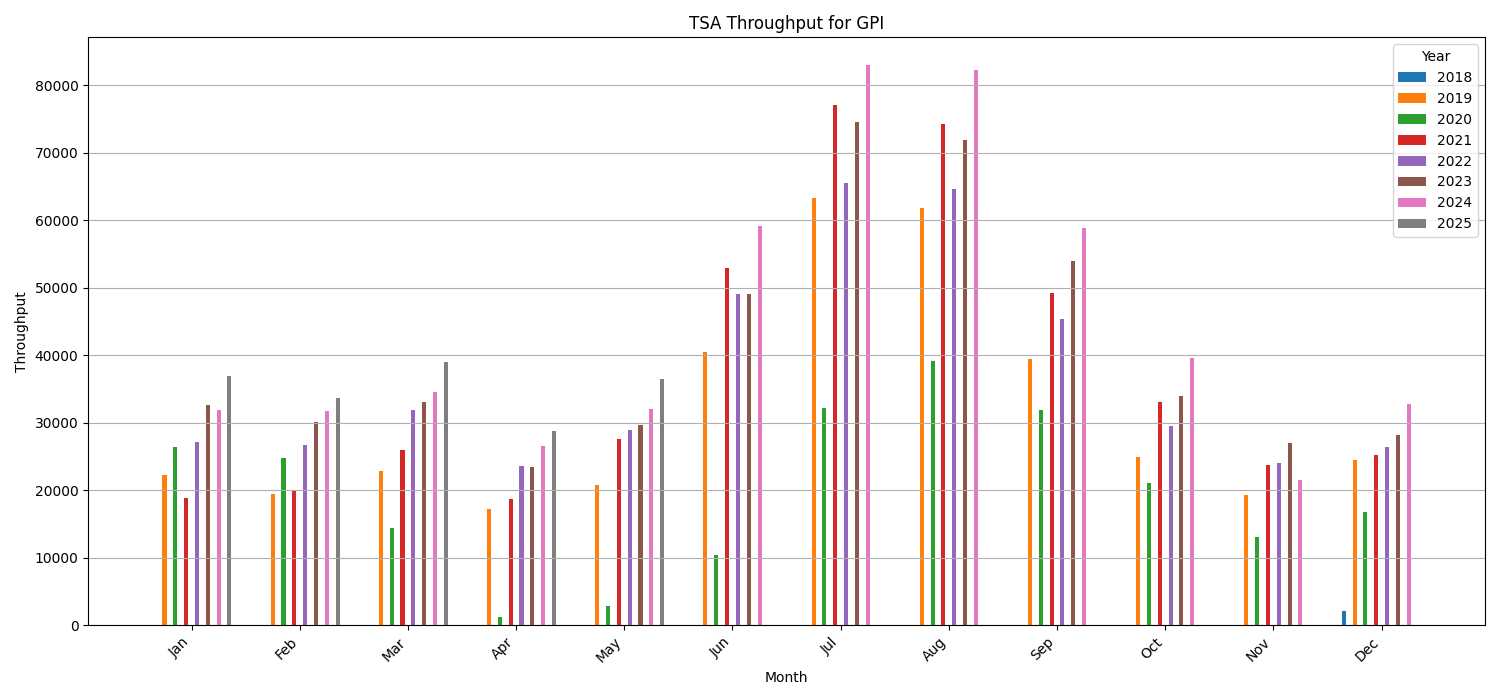 TSA Throughput for GPI
Year
2018
2019
2020
2021
2022
2023
2024
2025
Throughput
80000
70000
60000
50000
40000
30000
20000
10000
0
Jan
Feb
Mar
Apr
May
Jun
Jul
Aug
Sep
Oct
Nov
Dec
Month